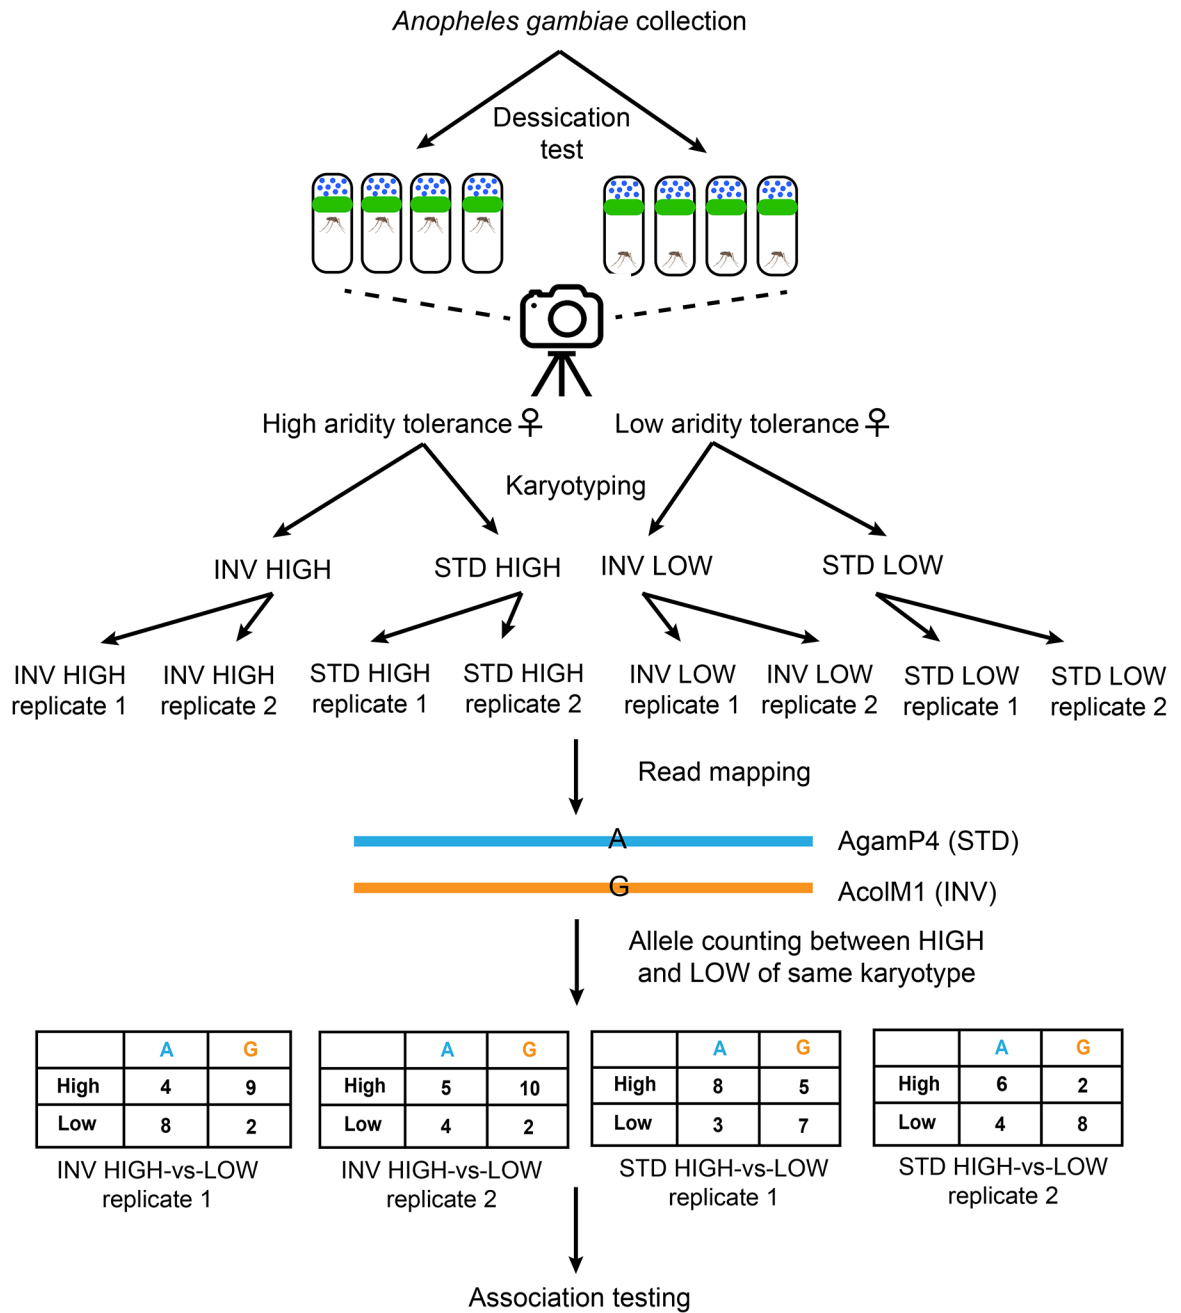 Anopheles gambiae collection
Dessication
test
High aridity tolerance ♀
Low aridity tolerance ♀
Karyotyping
INV HIGH
STD HIGH
INV LOW
STD LOW
INV HIGH
replicate 1
INV HIGH
replicate 2
STD HIGH
replicate 1
STD HIGH
replicate 2
INV LOW
replicate 1
INV LOW
replicate 2
STD LOW
replicate 1
STD LOW
replicate 2
Read mapping
A
AgamP4 (STD)
G
AcolM1 (INV)
Allele counting between HIGH
and LOW of same karyotype
A G
High 4 9
Low 8 2
INV HIGH-vs-LOW
replicate 1
A G
High 5 10
Low 4 2
INV HIGH-vs-LOW
replicate 2
A G
High 8 5
Low 3 7
STD HIGH-vs-LOW
replicate 1
A G
High 6 2
Low 4 8
STD HIGH-vs-LOW
replicate 2
Association testing